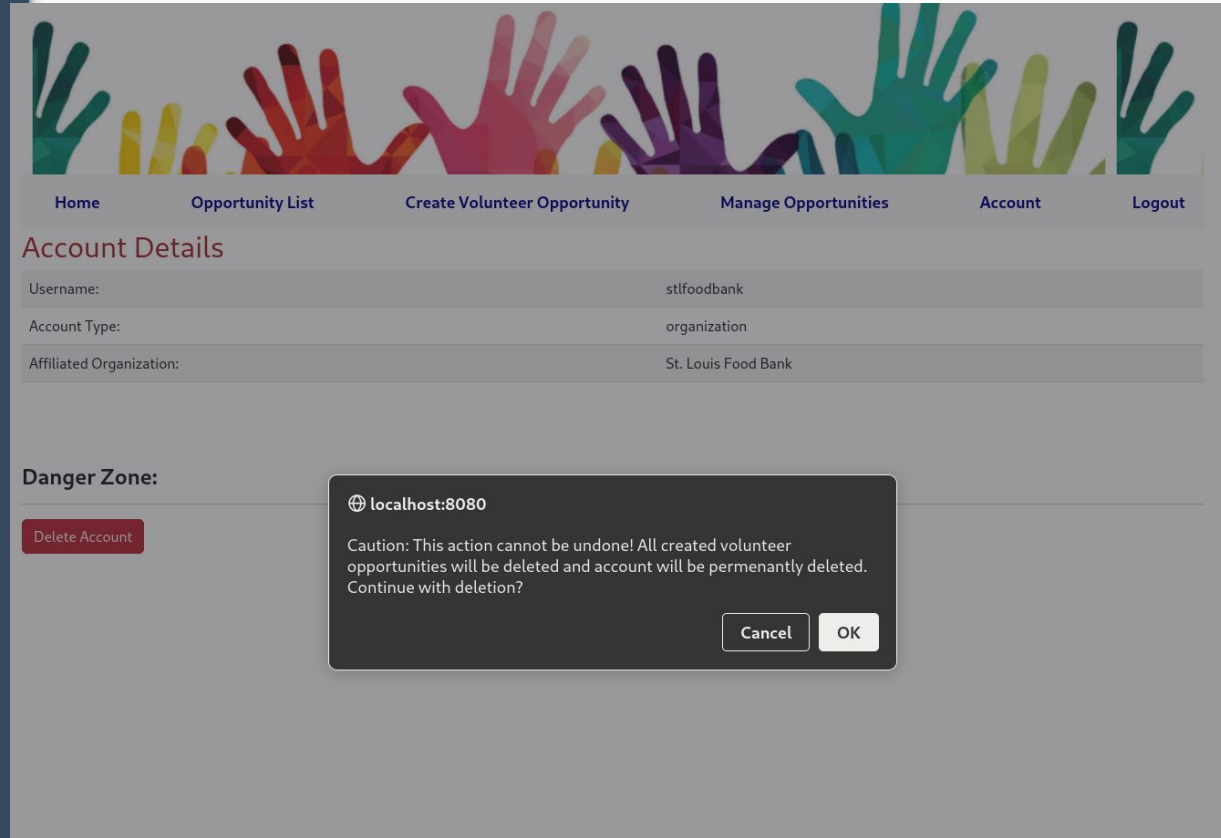 Home Opportunity List Create Volunteer Opportunity Manage Opportunities Account Logout
Account Details
Username: stlfoodbank
Account Type: organization
Affiliated Organization: St. Louis Food Bank
Danger Zone:
Delete Account
localhost:8080
Caution: This action cannot be undone! All created volunteer
opportunities will be deleted and account will be permenantly deleted.
Continue with deletion?
Cancel OK